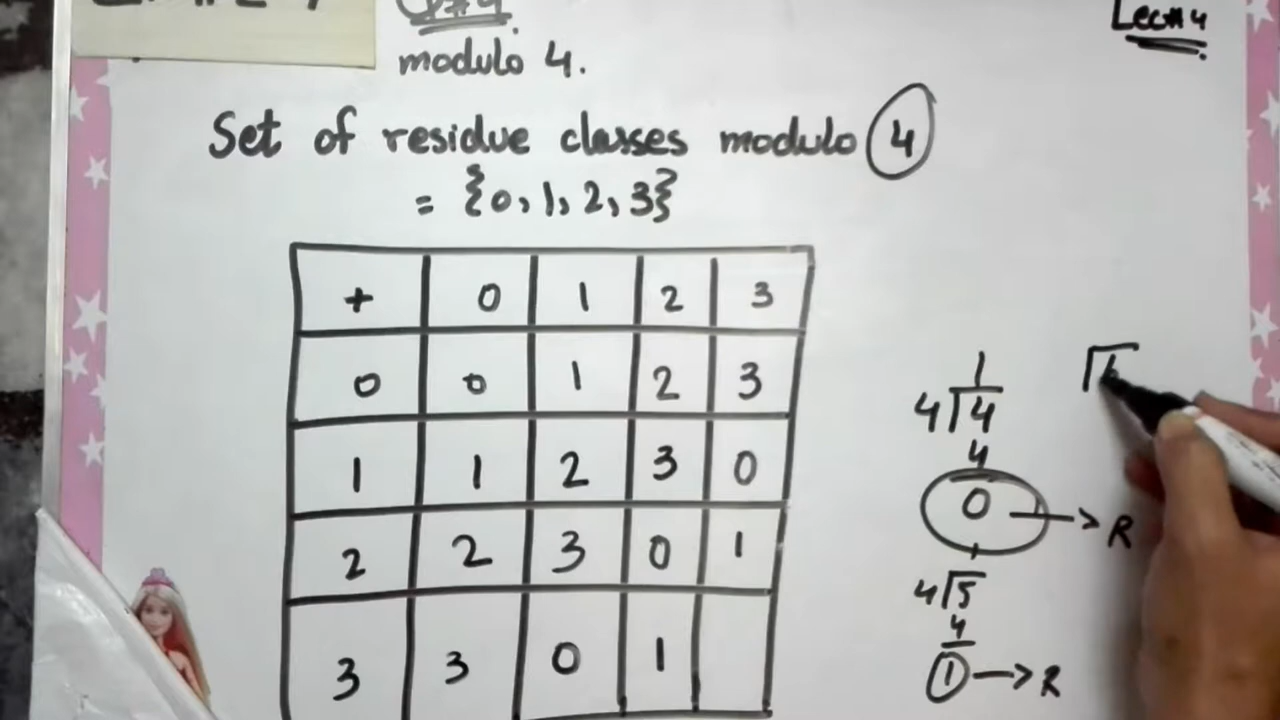 Lec# 4
modulo 4.
Set of residue classes modulo 4
= {0, 1, 2, 3}
+ 0 1 2 3
0 0 1 2 3
1 1 2 3 0
2 2 3 0 1
3 3 0 1
1
4 4
4
0 → R
1
4 5
4
1 → R